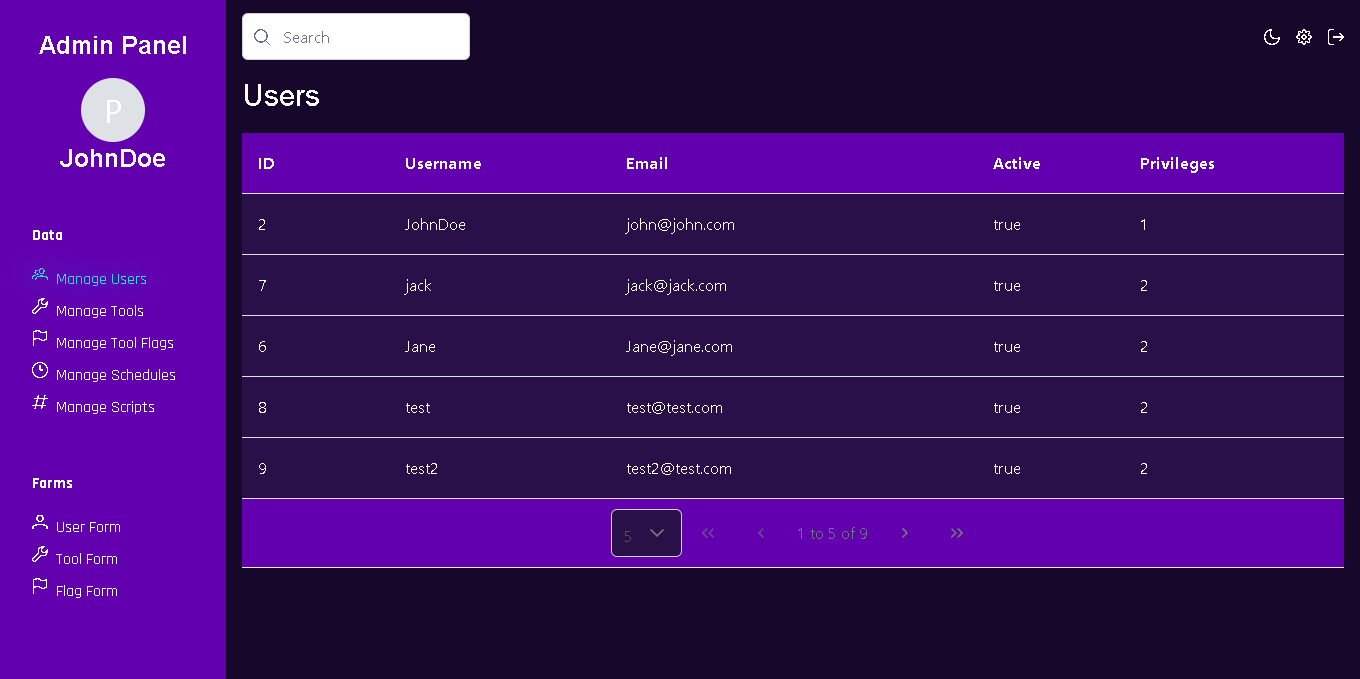 Admin Panel
P
JohnDoe
Data
Manage Users
Manage Tools
Manage Tool Flags
Manage Schedules
Manage Scripts
Forms
User Form
Tool Form
Flag Form
Search
Users
ID Username Email Active Privileges
2 JohnDoe john@john.com true 1
7 jack jack@jack.com true 2
6 Jane Jane@jane.com true 2
8 test test@test.com true 2
9 test2 test2@test.com true 2
5 1 to 5 of 9